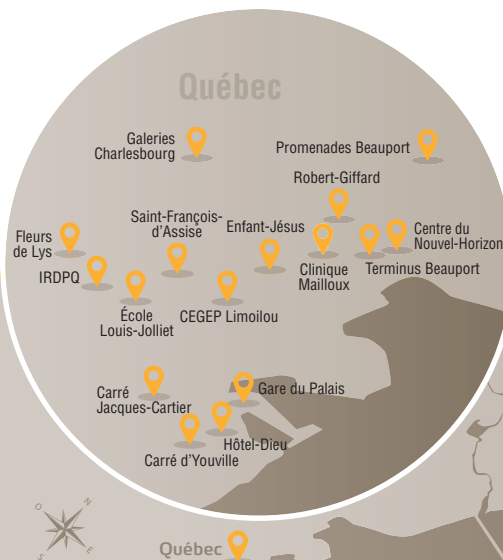 Québec
Galeries
Charlesbourg
Promenades Beauport
Robert-Giffard
Saint-François-
d'Assise
Enfant-Jésus
Fleurs
de Lys
Centre du
Nouvel-Horizon
IRDPQ
Clinique
Mailloux
Terminus Beauport
École
Louis-Jolliet
CEGEP Limoilou
Carré
Jacques-Cartier
Gare du Palais
Hôtel-Dieu
Carré d'Youville
N
O
E
S
Québec